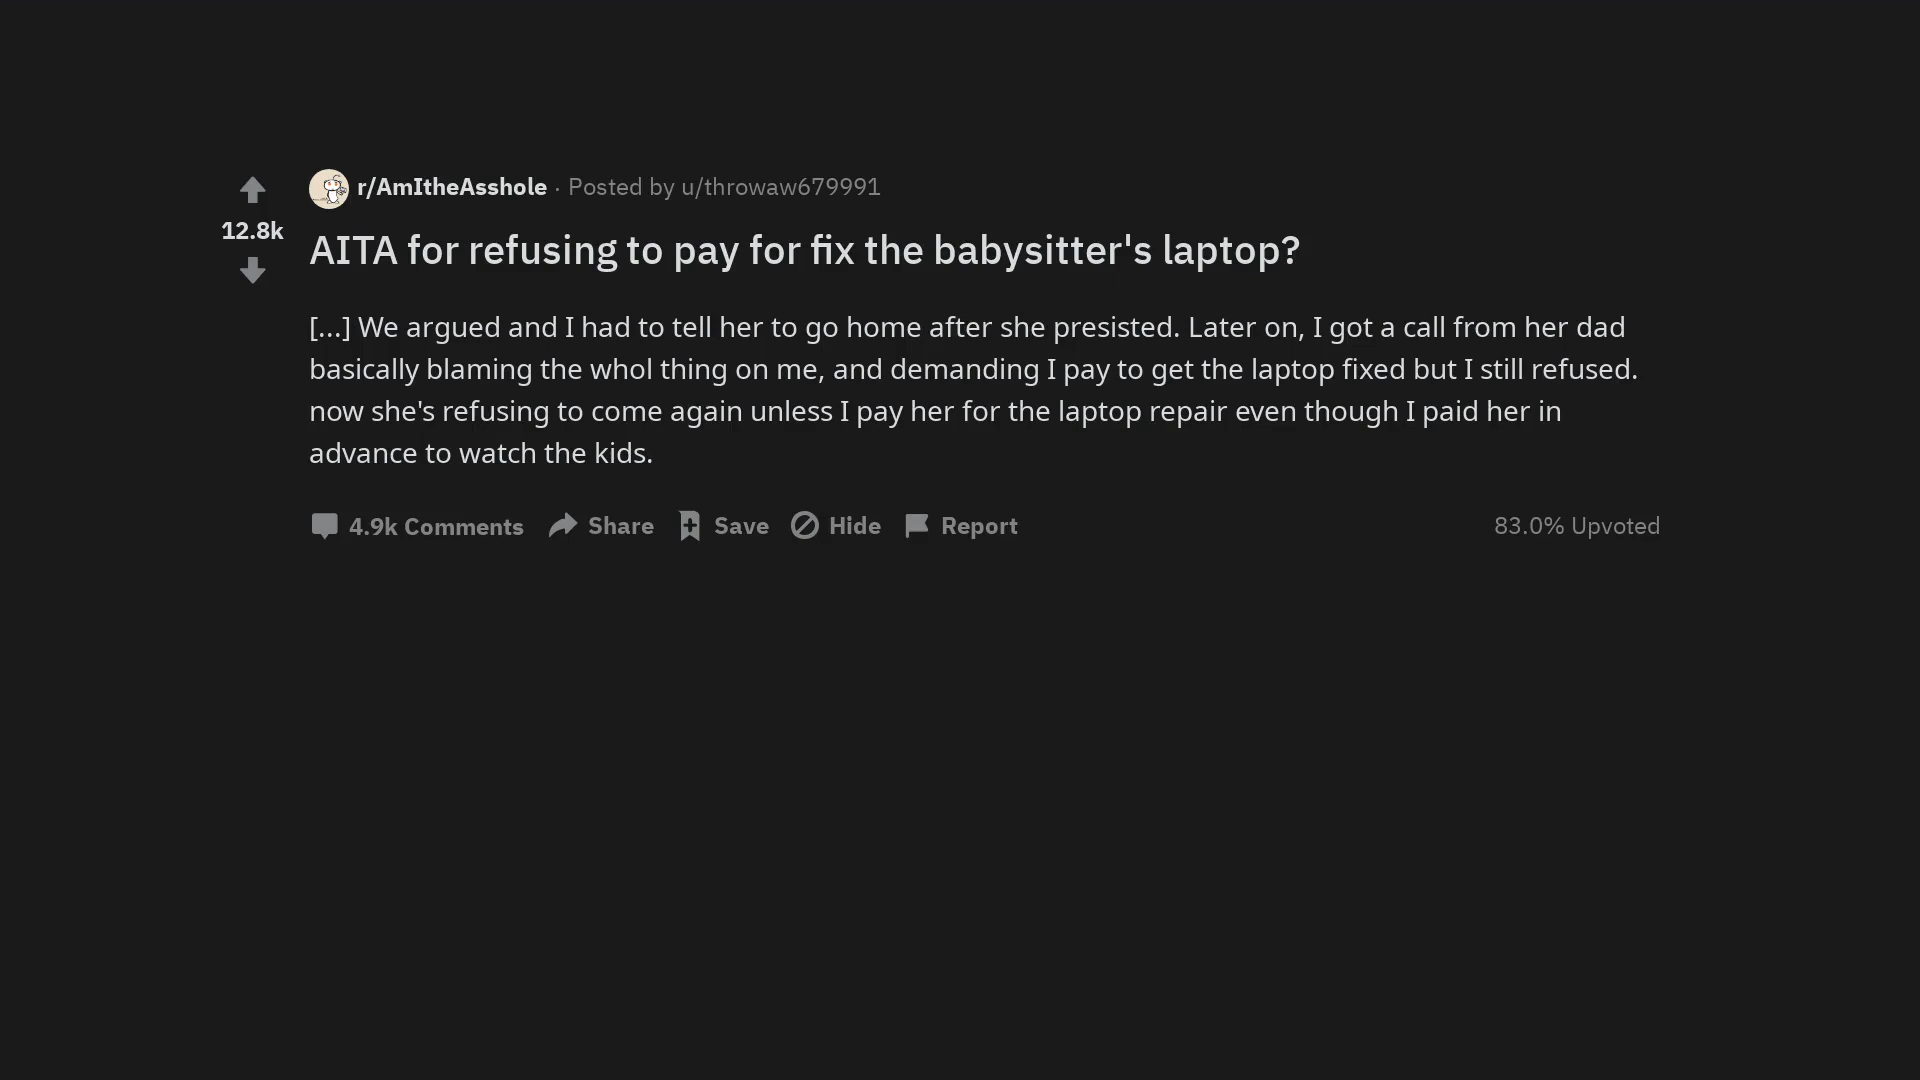 r/AmItheAsshole · Posted by u/throwaw679991
12.8k
AITA for refusing to pay for fix the babysitter's laptop?
[...] We argued and I had to tell her to go home after she presisted. Later on, I got a call from her dad
basically blaming the whol thing on me, and demanding I pay to get the laptop fixed but I still refused.
now she's refusing to come again unless I pay her for the laptop repair even though I paid her in
advance to watch the kids.
4.9k Comments Share Save Hide Report 83.0% Upvoted